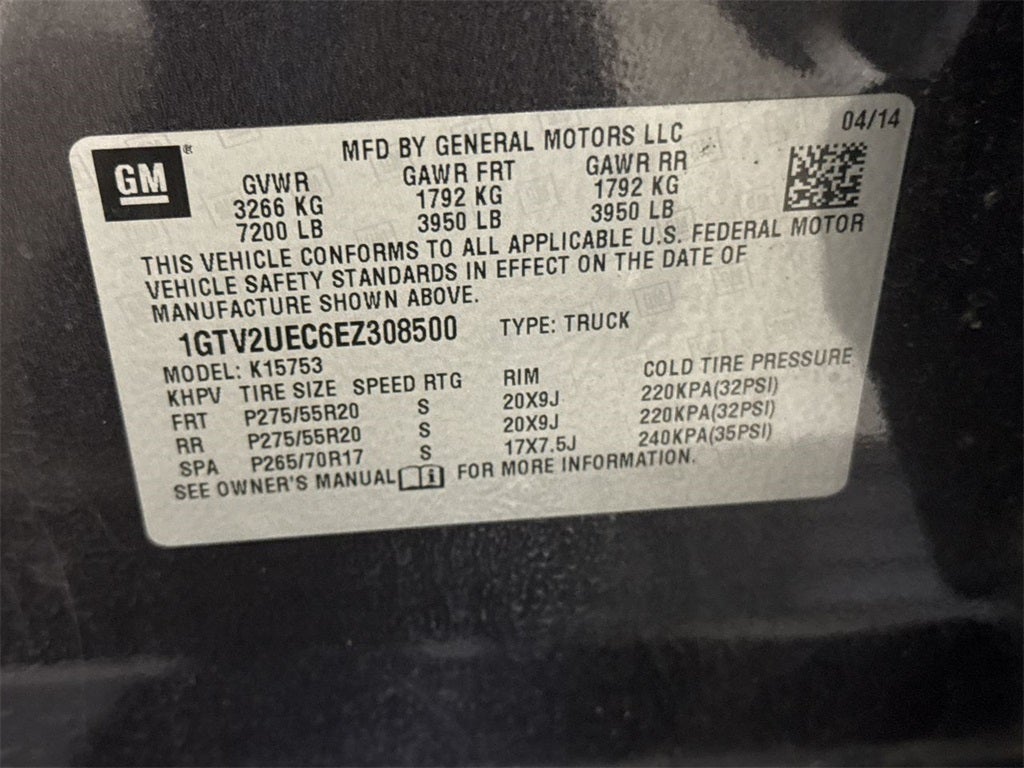 GM®
MFD BY GENERAL MOTORS LLC
04/14
GVWR GAWR FRT GAWR RR
3266 KG 1792 KG 1792 KG
7200 LB 3950 LB 3950 LB
THIS VEHICLE CONFORMS TO ALL APPLICABLE U.S. FEDERAL MOTOR
VEHICLE SAFETY STANDARDS IN EFFECT ON THE DATE OF
MANUFACTURE SHOWN ABOVE.
1GTV2UEC6EZ308500 TYPE: TRUCK
MODEL: K15753
KHPV TIRE SIZE SPEED RTG RIM COLD TIRE PRESSURE
FRT P275/55R20 S 20X9J 220KPA(32PSI)
RR P275/55R20 S 20X9J 220KPA(32PSI)
SPA P265/70R17 S 17X7.5J 240KPA(35PSI)
SEE OWNER'S MANUAL FOR MORE INFORMATION.